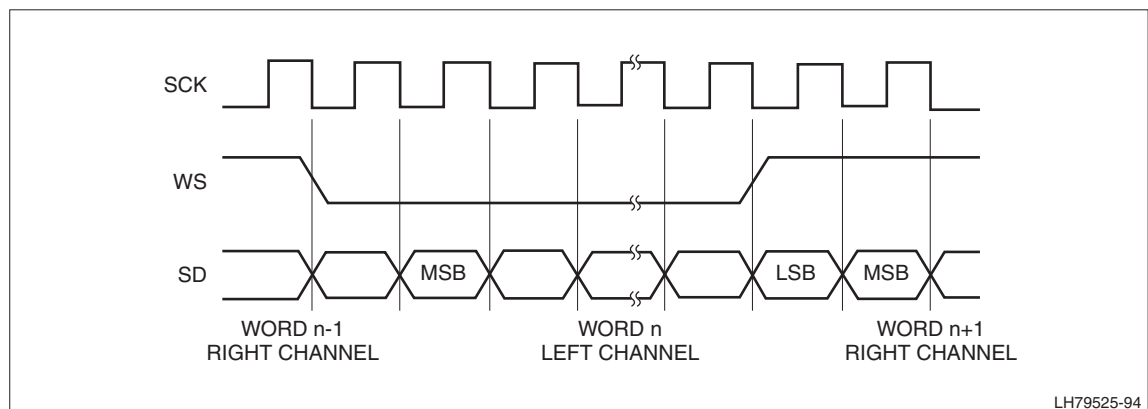 SCK
WS
SD
MSB
LSB
MSB
WORD n-1
RIGHT CHANNEL
WORD n
LEFT CHANNEL
WORD n+1
RIGHT CHANNEL
LH79525-94